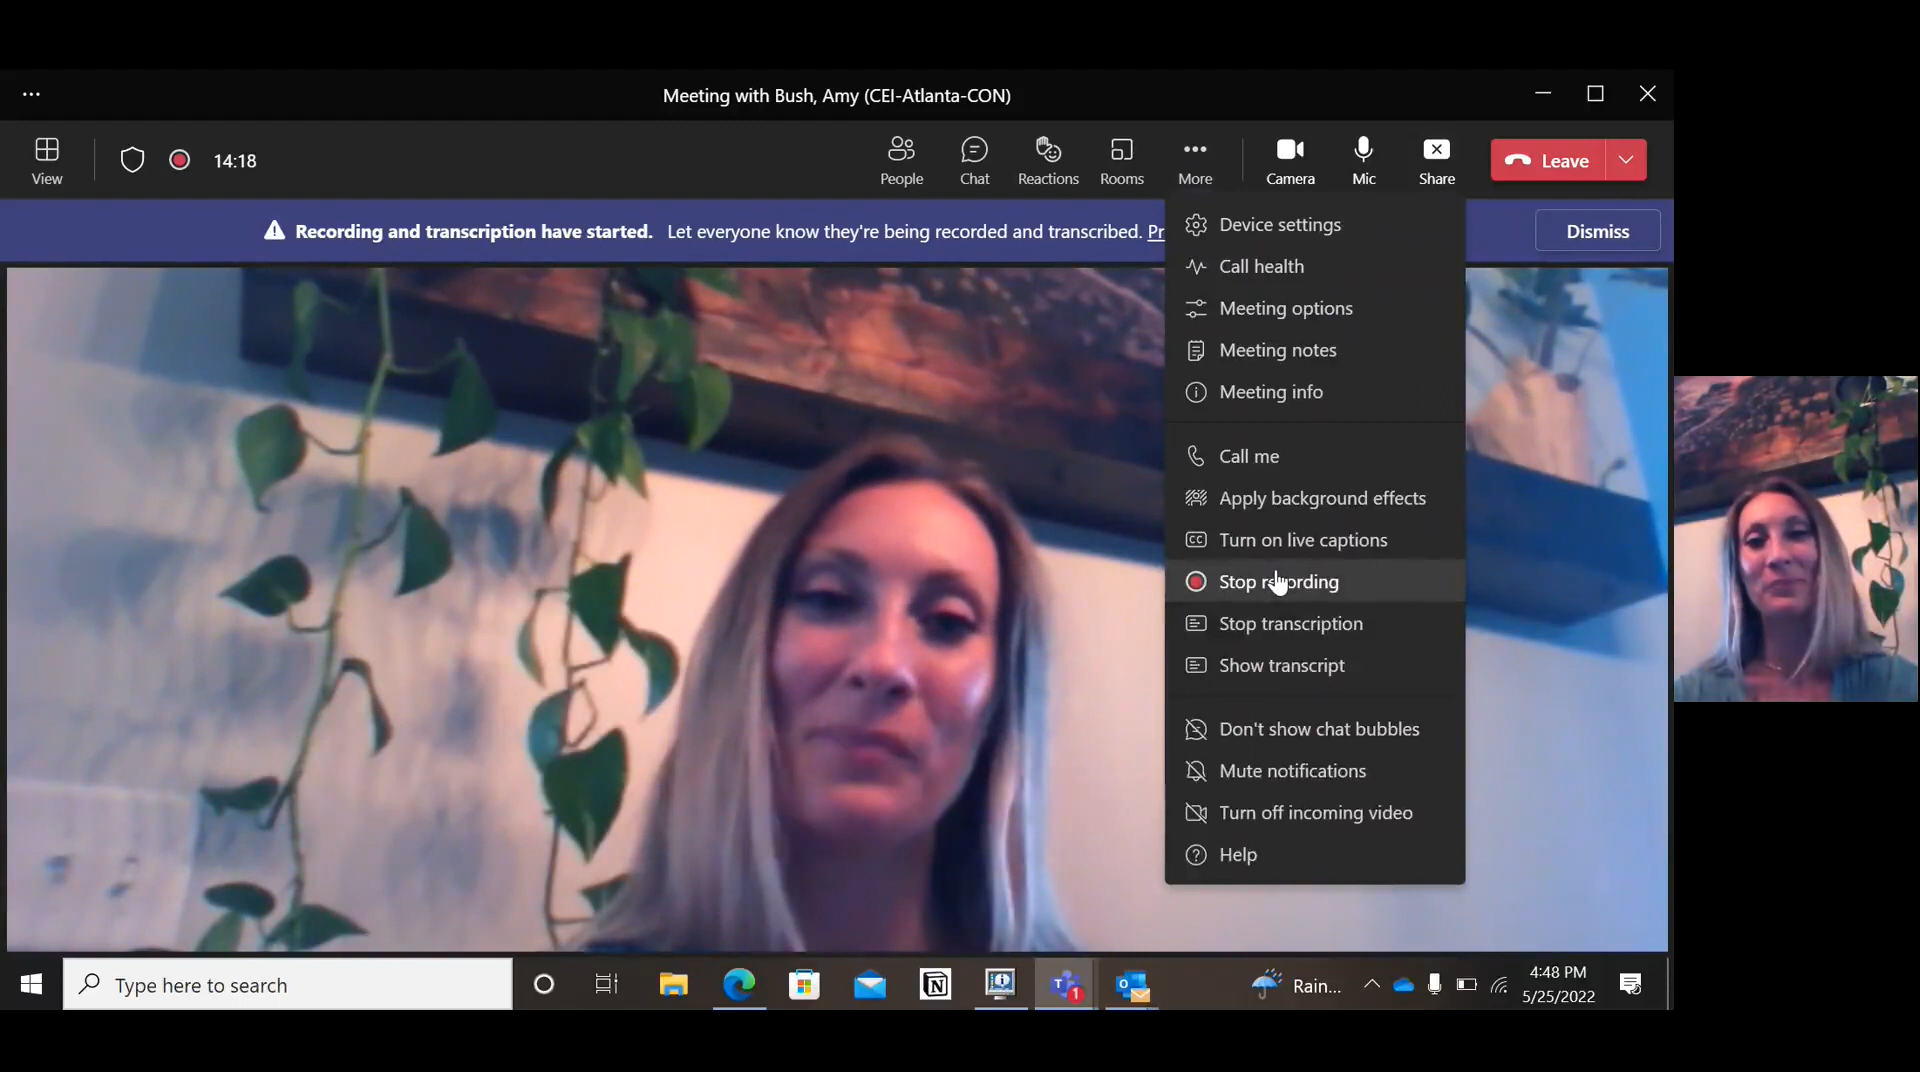 Meeting with Bush, Amy (CEI-Atlanta-CON)
View
14:18
People
Chat
Reactions
Rooms
More
Camera
Mic
Share
Leave
Recording and transcription have started. Let everyone know they're being recorded and transcribed. Pr
Dismiss
Device settings
Call health
Meeting options
Meeting notes
Meeting info
Call me
Apply background effects
Turn on live captions
Stop recording
Stop transcription
Show transcript
Don't show chat bubbles
Mute notifications
Turn off incoming video
Help
Type here to search
1
Rain...
4:48 PM
5/25/2022